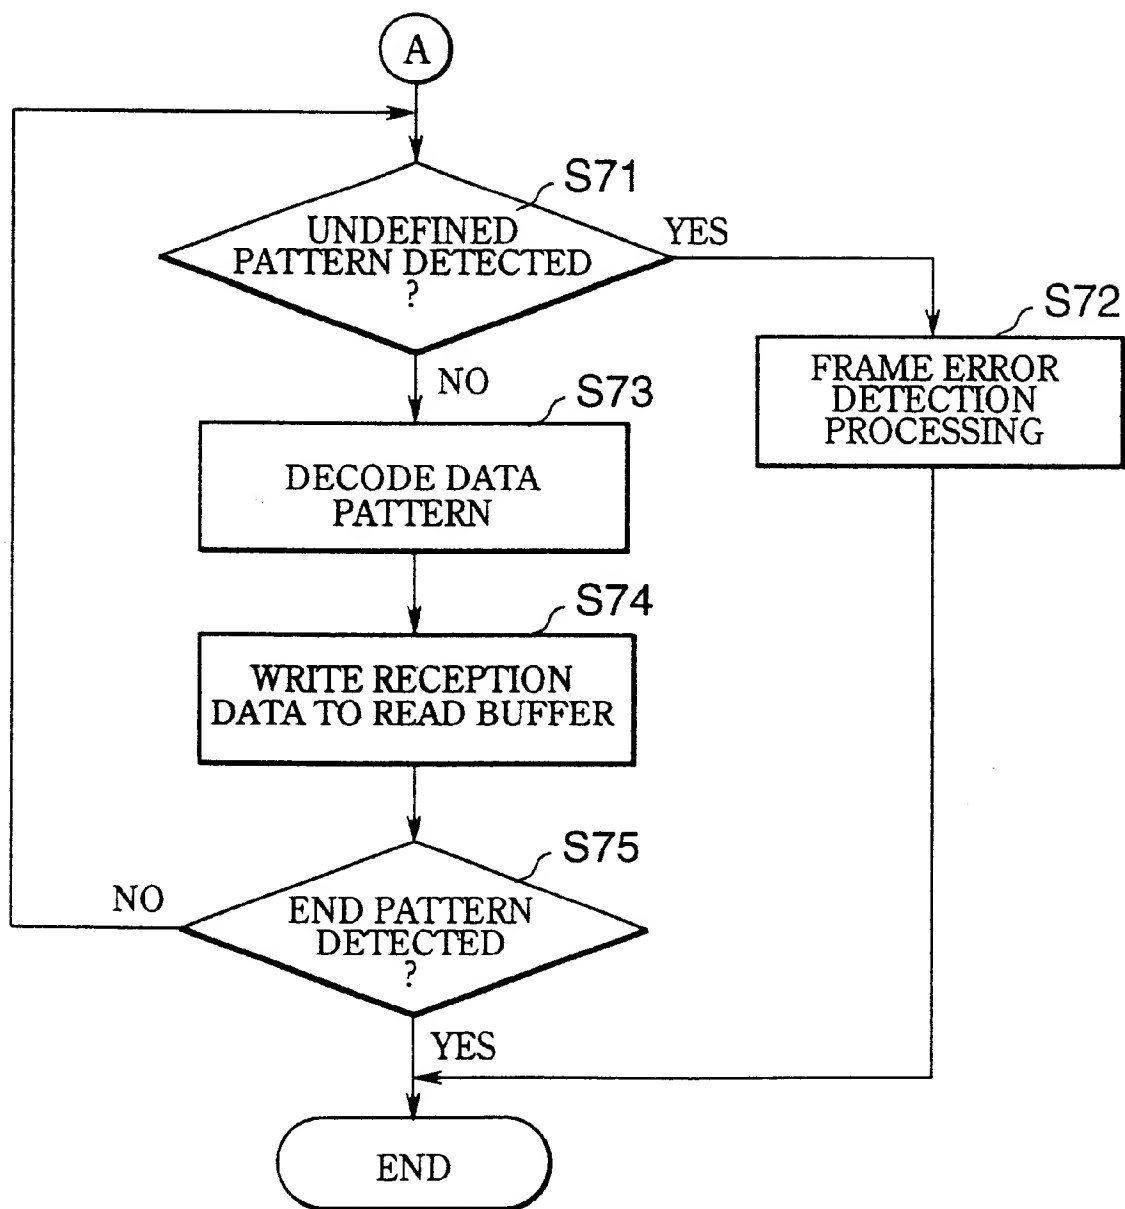 A
S71
UNDEFINED
PATTERN DETECTED
?
YES
S72
FRAME ERROR
DETECTION
PROCESSING
NO
S73
DECODE DATA
PATTERN
S74
WRITE RECEPTION
DATA TO READ BUFFER
S75
NO
END PATTERN
DETECTED
?
YES
END